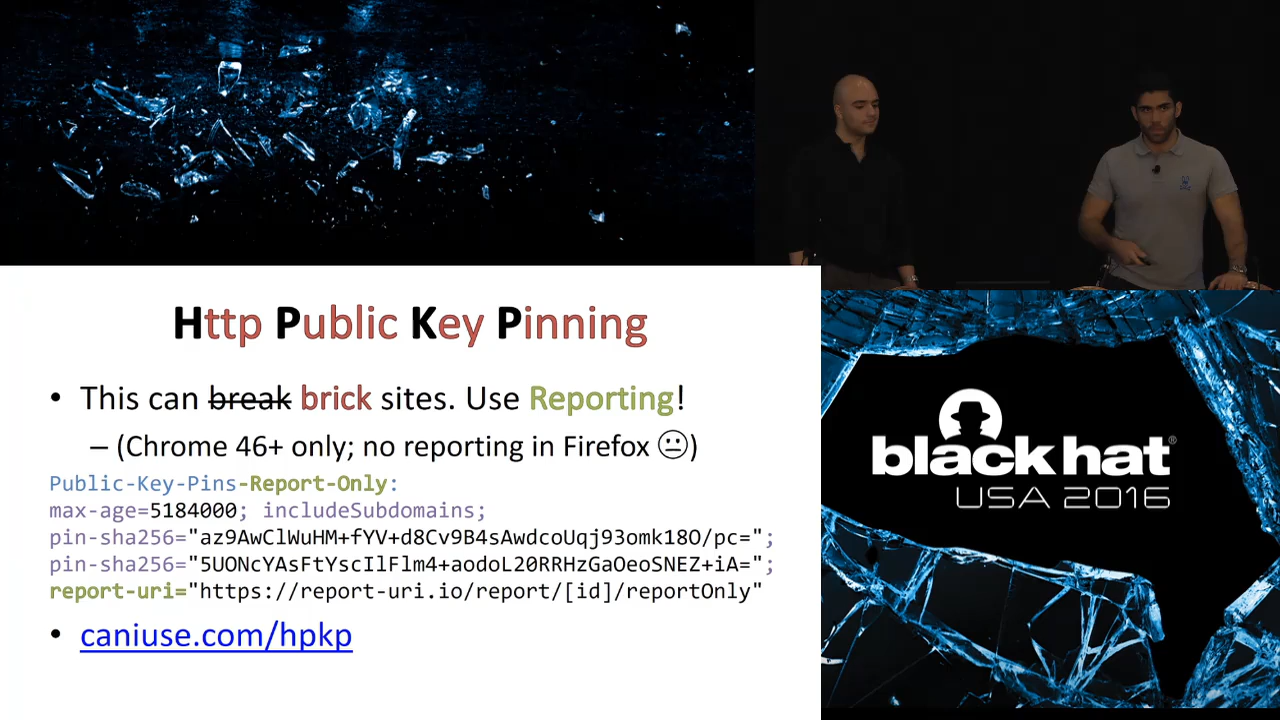 Http Public Key Pinning
• This can break brick sites. Use Reporting!
– (Chrome 46+ only; no reporting in Firefox 😐)
Public-Key-Pins-Report-Only:
max-age=5184000; includeSubdomains;
pin-sha256="az9AwClWuHM+fYV+d8Cv9B4sAwdcoUqj93omk18O/pc=";
pin-sha256="5UONcYAsFtYscIlFlm4+aodoL20RRHzGaOeoSNEZ+iA=";
report-uri="https://report-uri.io/report/[id]/reportOnly"
• caniuse.com/hpkp
black hat®
USA 2016